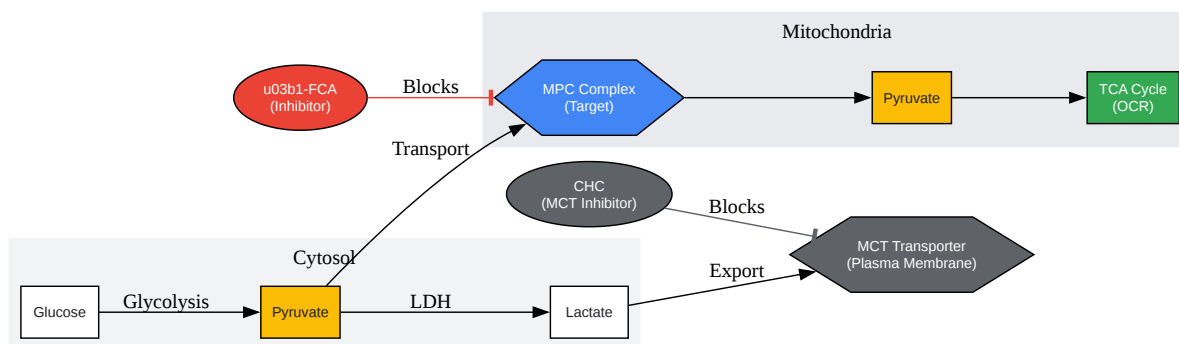 Mitochondria
u03b1-FCA
(Inhibitor)
Blocks
MPC Complex
(Target)
Pyruvate
TCA Cycle
(OCR)
Transport
CHC
(MCT Inhibitor)
Blocks
MCT Transporter
(Plasma Membrane)
Cytosol
Export
Glucose
Glycolysis
Pyruvate
LDH
Lactate